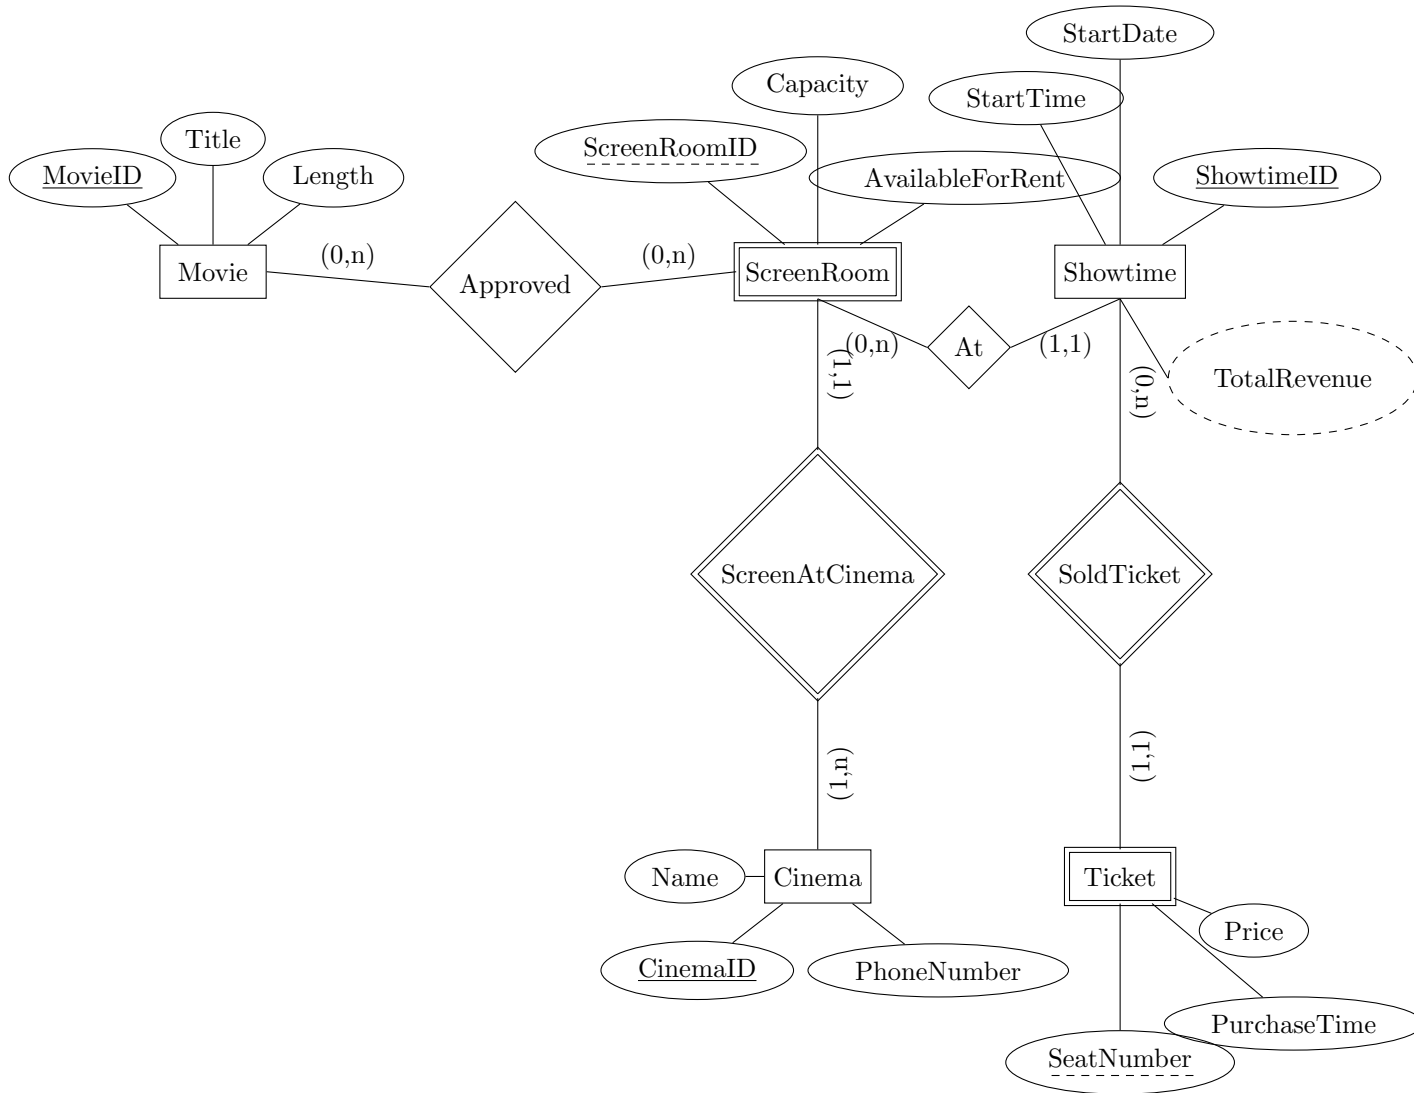 StartDate
Capacity
StartTime
Title
ScreenRoomID
MovieID
Length
AvailableForRent
ShowtimeID
(0,n)
(0,n)
Movie
Approved
ScreenRoom
Showtime
(0,n)
At
(1,1)
(1,1)
(0,n)
TotalRevenue
ScreenAtCinema
SoldTicket
(1,n)
(1,1)
Name
Cinema
Ticket
Price
CinemaID
PhoneNumber
PurchaseTime
SeatNumber